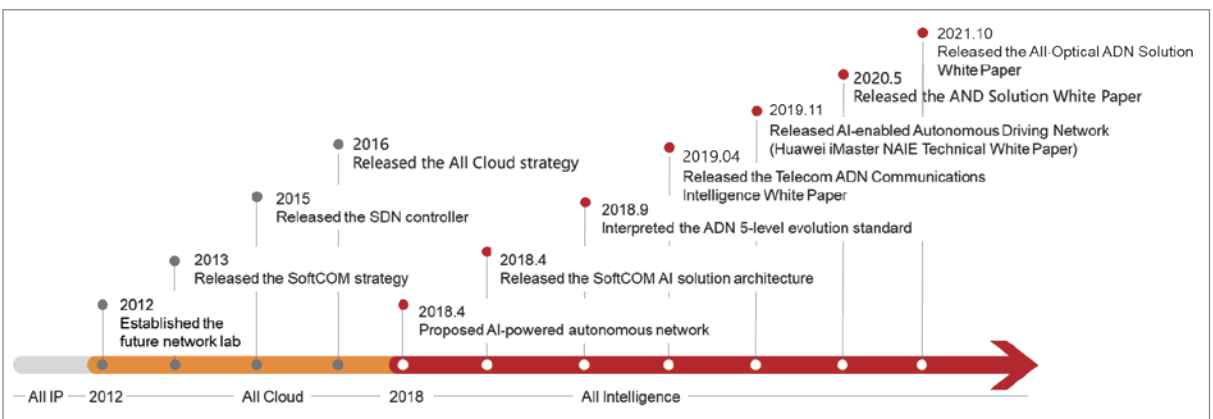 2021.10
Released the All-Optical ADN Solution
White Paper
2020.5
Released the AND Solution White Paper
2019.11
Released AI-enabled Autonomous Driving Network
(Huawei iMaster NAIE Technical White Paper)
2019.04
Released the Telecom ADN Communications
Intelligence White Paper
2018.9
Interpreted the ADN 5-level evolution standard
2018.4
Released the SoftCOM AI solution architecture
2018.4
Proposed AI-powered autonomous network
2016
Released the All Cloud strategy
2015
Released the SDN controller
2013
Released the SoftCOM strategy
2012
Established the
future network lab
All IP 2012 All Cloud 2018 All Intelligence